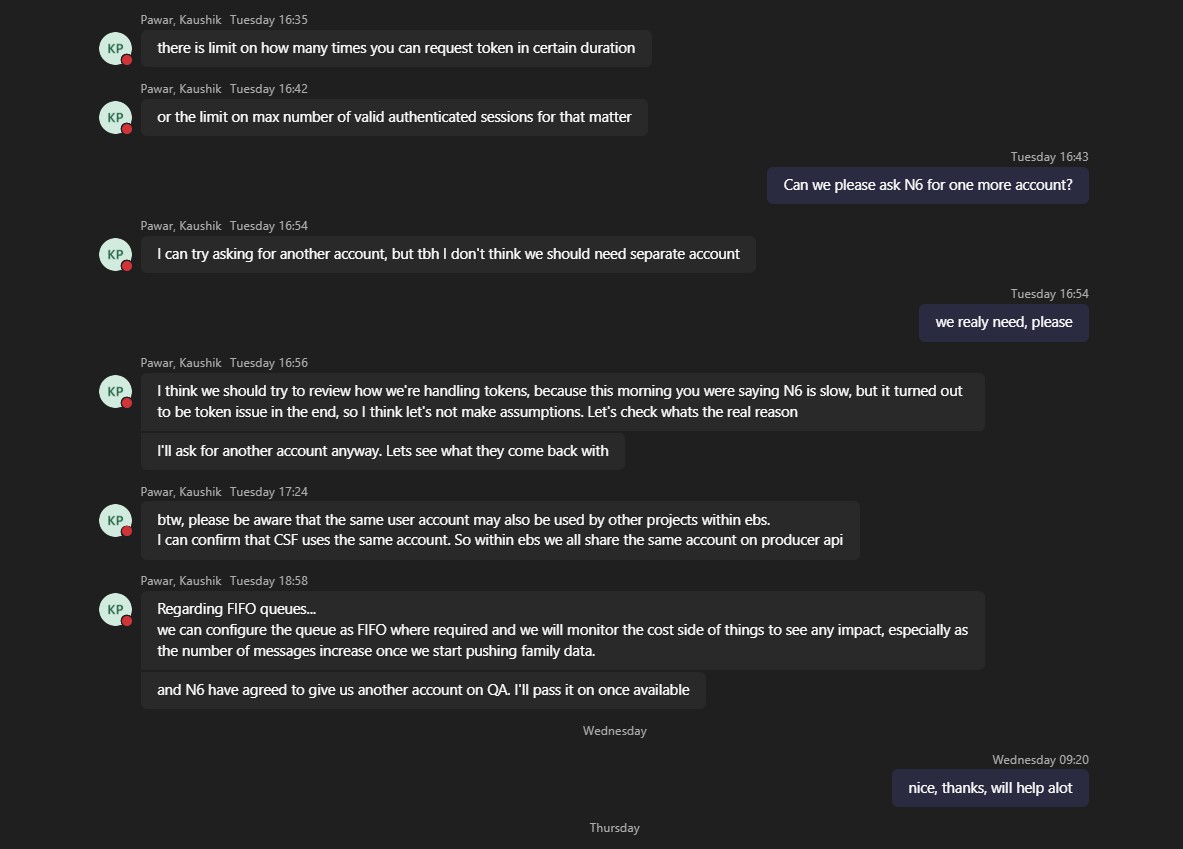 Pawar, Kaushik Tuesday 16:35
KP
there is limit on how many times you can request token in certain duration
Pawar, Kaushik Tuesday 16:42
KP
or the limit on max number of valid authenticated sessions for that matter
Tuesday 16:43
Can we please ask N6 for one more account?
Pawar, Kaushik Tuesday 16:54
KP
I can try asking for another account, but tbh I don't think we should need separate account
Tuesday 16:54
we realy need, please
Pawar, Kaushik Tuesday 16:56
KP
I think we should try to review how we're handling tokens, because this morning you were saying N6 is slow, but it turned out
to be token issue in the end, so I think let's not make assumptions. Let's check whats the real reason
I'll ask for another account anyway. Lets see what they come back with
Pawar, Kaushik Tuesday 17:24
KP
btw, please be aware that the same user account may also be used by other projects within ebs.
I can confirm that CSF uses the same account. So within ebs we all share the same account on producer api
Pawar, Kaushik Tuesday 18:58
KP
Regarding FIFO queues...
we can configure the queue as FIFO where required and we will monitor the cost side of things to see any impact, especially as
the number of messages increase once we start pushing family data.
and N6 have agreed to give us another account on QA. I'll pass it on once available
Wednesday
Wednesday 09:20
nice, thanks, will help alot
Thursday